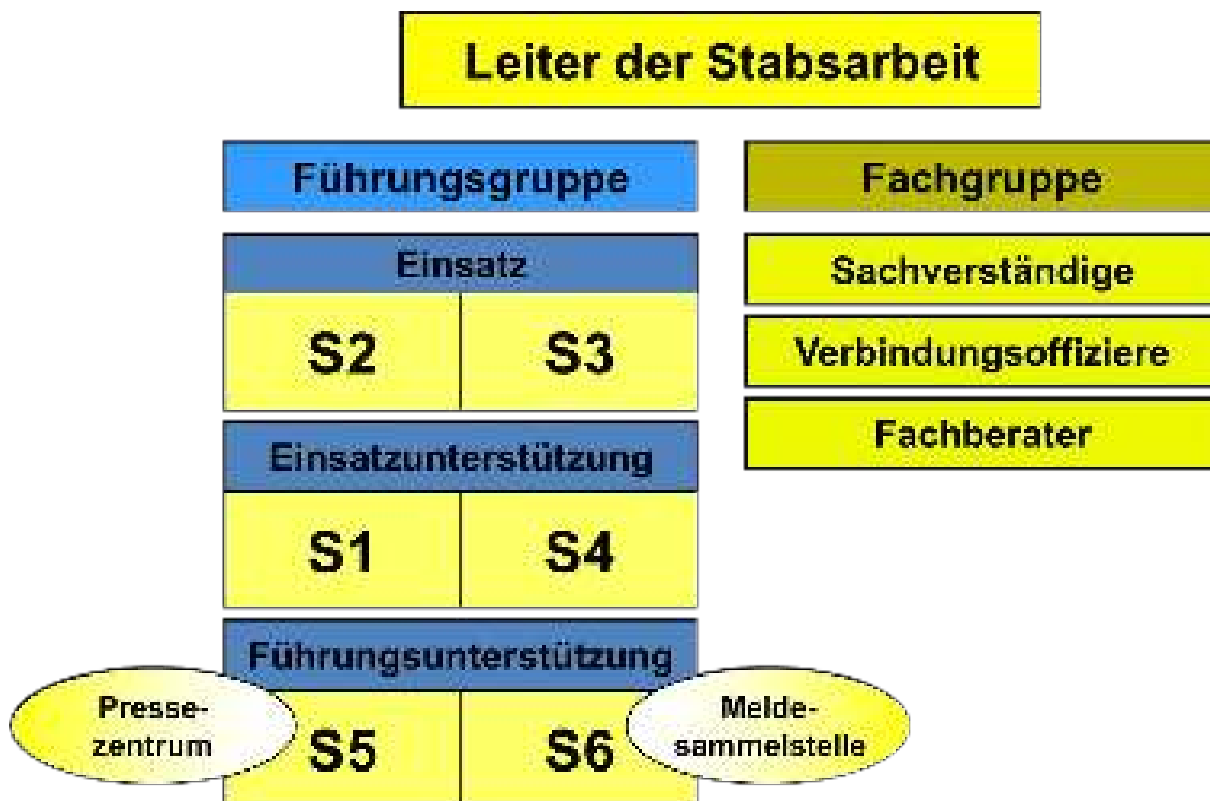 Leiter der Stabsarbeit
Führungsgruppe
Fachgruppe
Einsatz
S2 S3
Sachverständige
Verbindungsoffiziere
Fachberater
Einsatzunterstützung
S1 S4
Führungsunterstützung
Presse-
zentrum
S5 S6
Melde-
sammelstelle